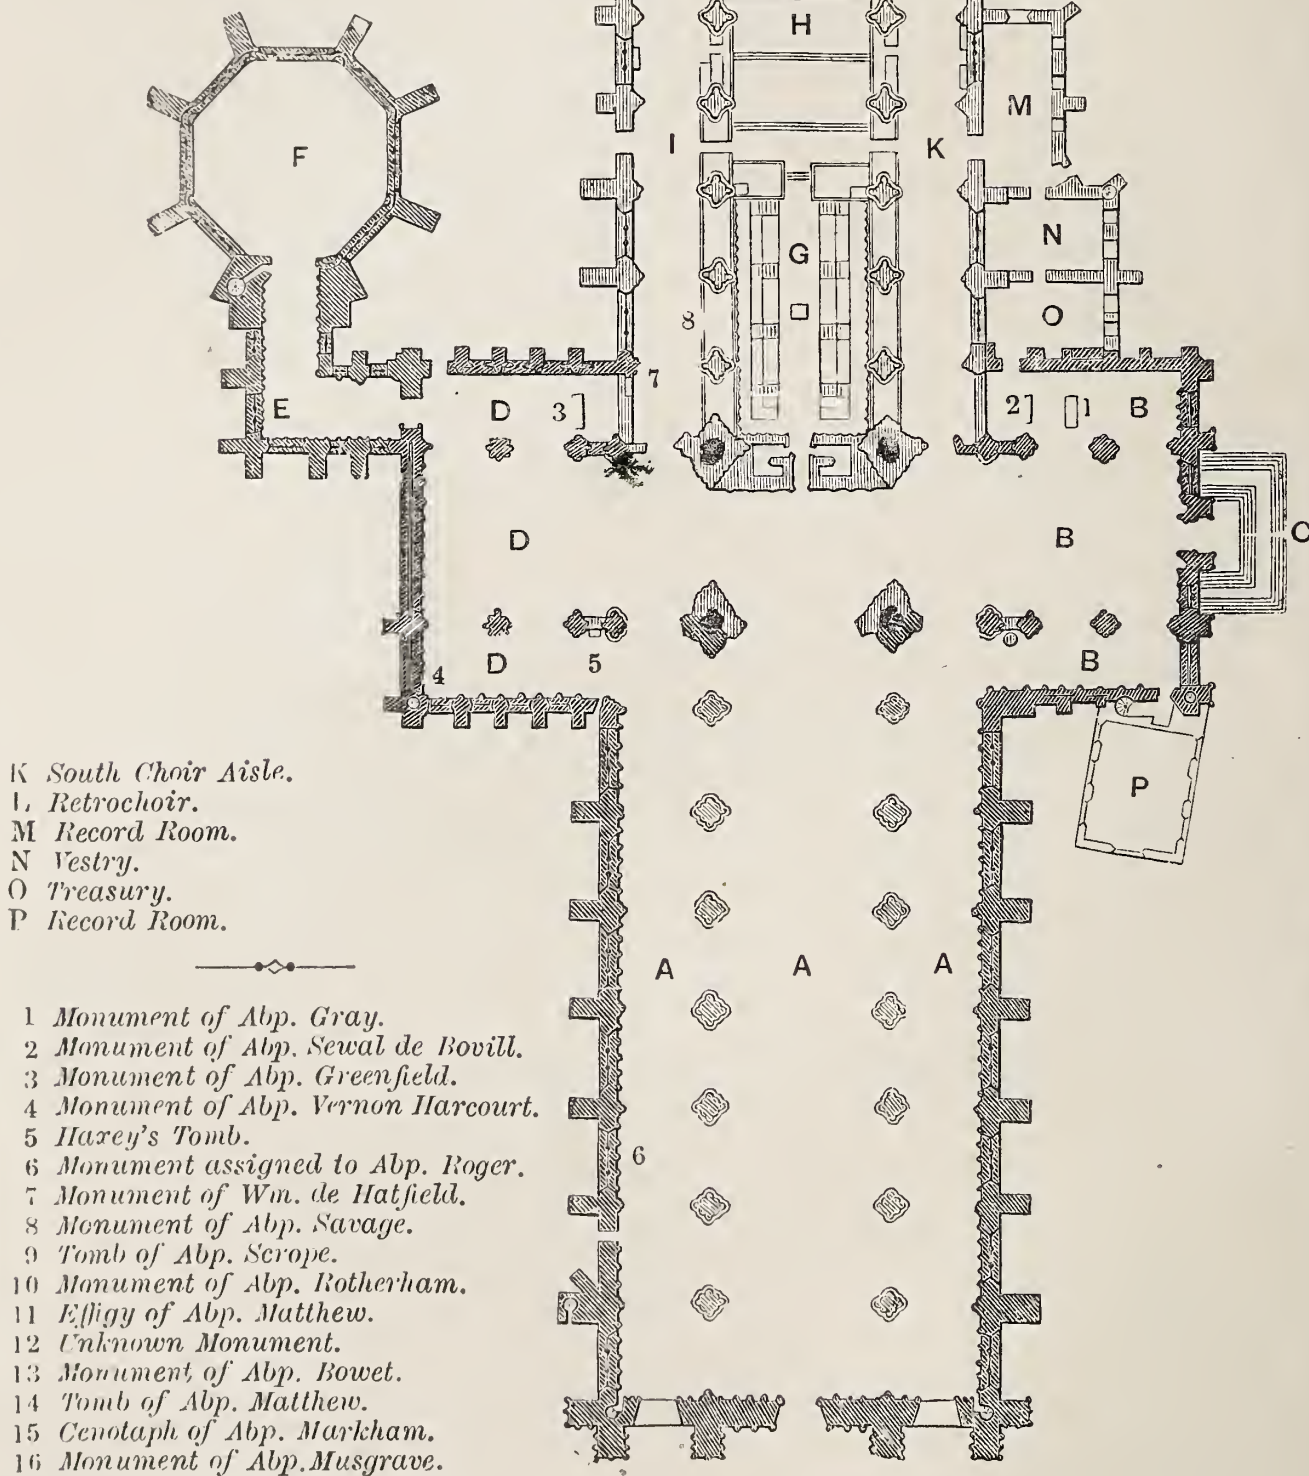 H
M
F
I
K
N
G
O
8
7
E
D
3
2
1
B
D
B
C
D
5
B
4
P
K South Choir Aisle.
L Retrochoir.
M Record Room.
N Vestry.
O Treasury.
P Record Room.
A
A
A
1 Monument of Abp. Gray.
2 Monument of Abp. Sewal de Bovill.
3 Monument of Abp. Greenfield.
4 Monument of Abp. Vernon Harcourt.
5 Haxey's Tomb.
6 Monument assigned to Abp. Roger.
6
7 Monument of Wm. de Hatfield.
8 Monument of Abp. Savage.
9 Tomb of Abp. Scrope.
10 Monument of Abp. Rotherham.
11 Effigy of Abp. Matthew.
12 Unknown Monument.
13 Monument of Abp. Bowet.
14 Tomb of Abp. Matthew.
15 Cenotaph of Abp. Markham.
16 Monument of Abp. Musgrave.